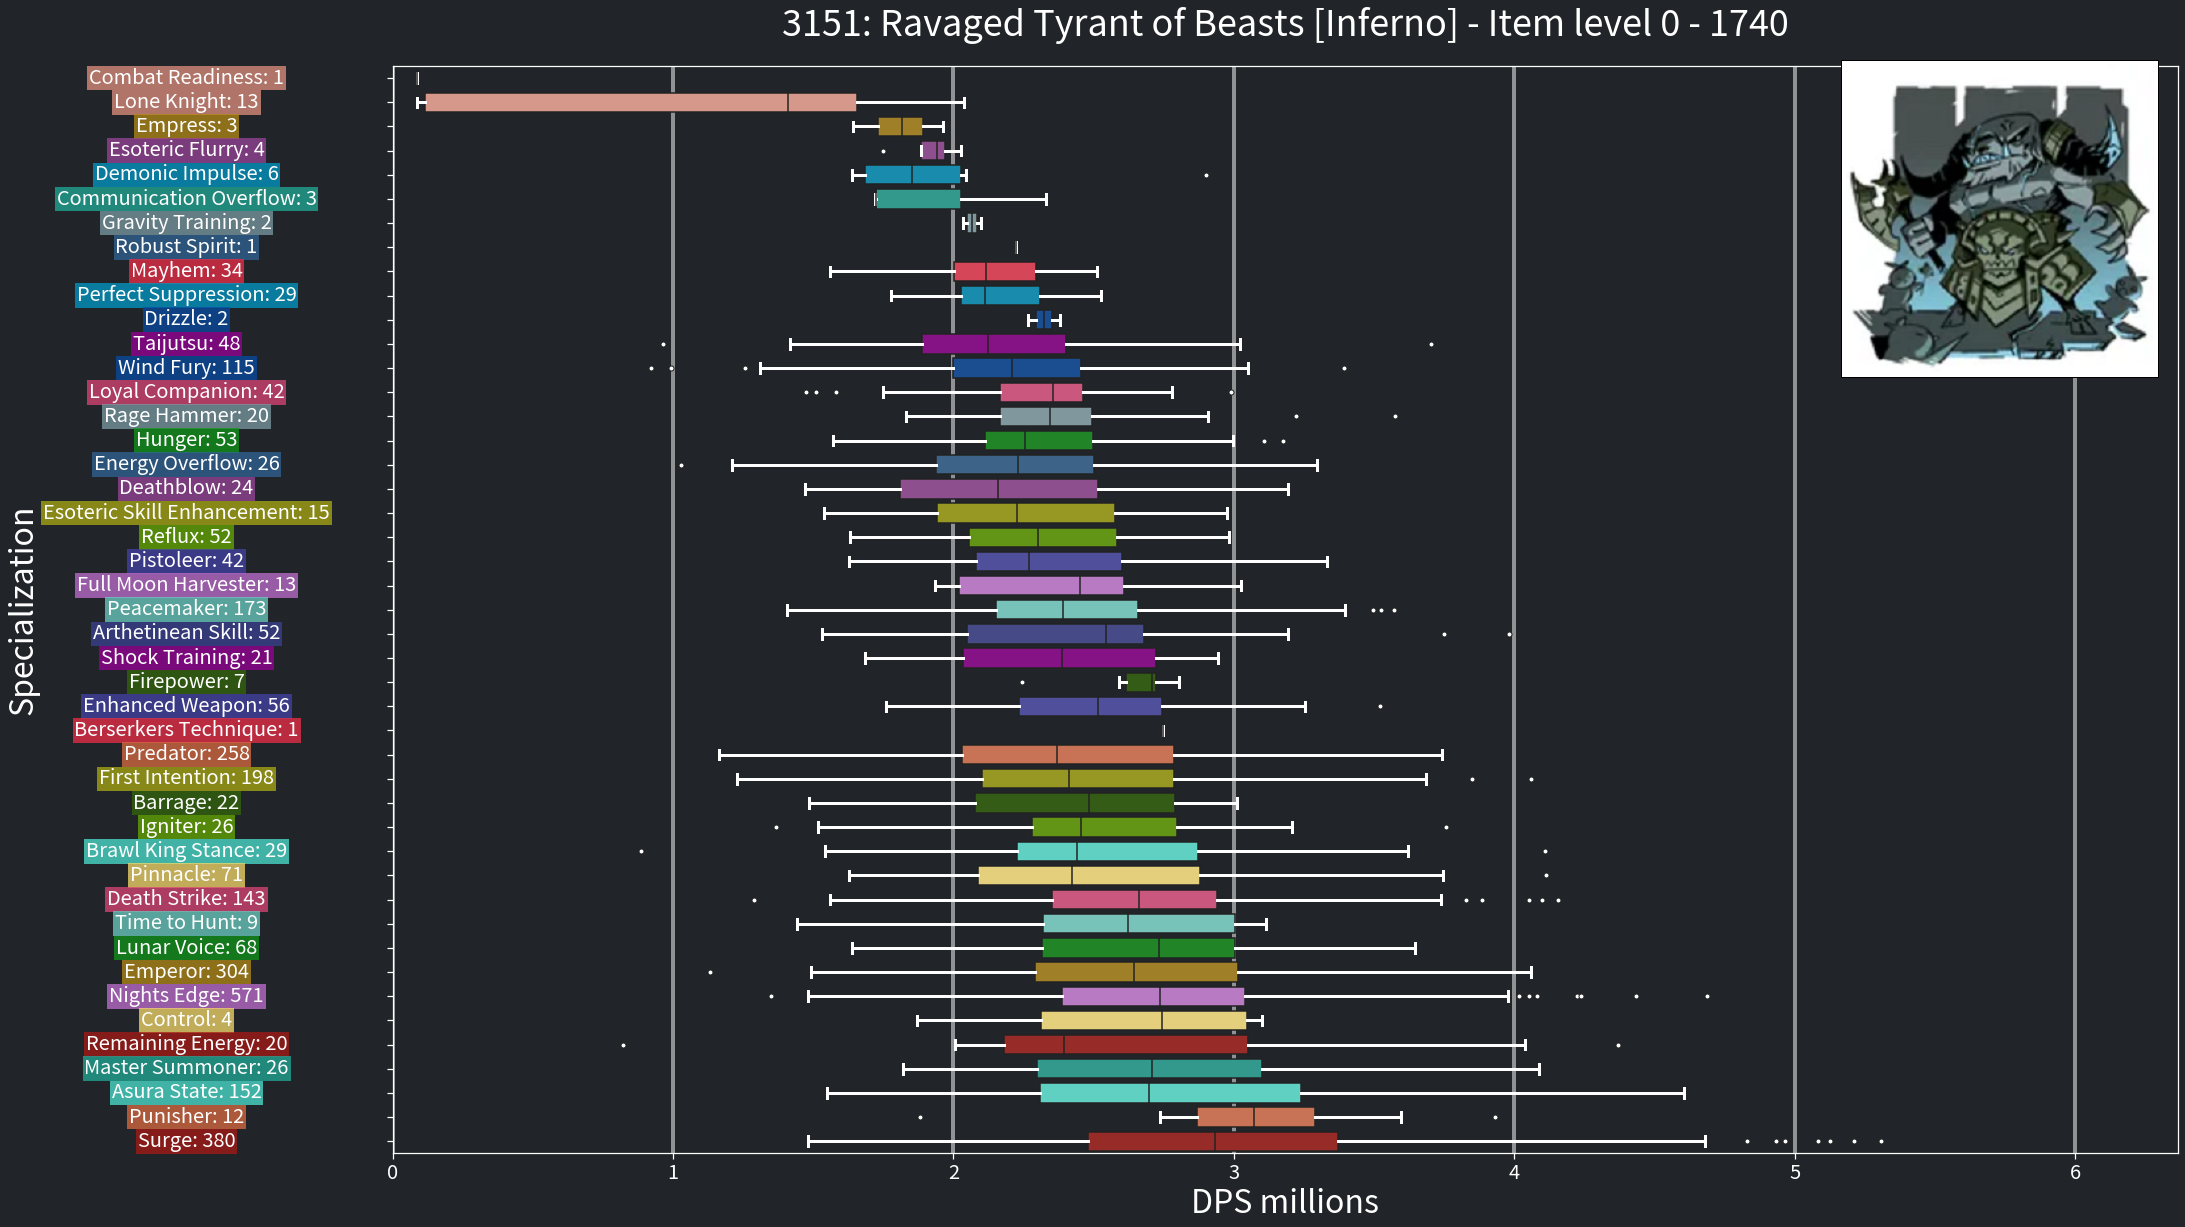 3151: Ravaged Tyrant of Beasts [Inferno] - Item level 0 - 1740
Specialization
Combat Readiness: 1
Lone Knight: 13
Empress: 3
Esoteric Flurry: 4
Demonic Impulse: 6
Communication Overflow: 3
Gravity Training: 2
Robust Spirit: 1
Mayhem: 34
Perfect Suppression: 29
Drizzle: 2
Taijutsu: 48
Wind Fury: 115
Loyal Companion: 42
Rage Hammer: 20
Hunger: 53
Energy Overflow: 26
Deathblow: 24
Esoteric Skill Enhancement: 15
Reflux: 52
Pistoleer: 42
Full Moon Harvester: 13
Peacemaker: 173
Arthetinean Skill: 52
Shock Training: 21
Firepower: 7
Enhanced Weapon: 56
Berserkers Technique: 1
Predator: 258
First Intention: 198
Barrage: 22
Igniter: 26
Brawl King Stance: 29
Pinnacle: 71
Death Strike: 143
Time to Hunt: 9
Lunar Voice: 68
Emperor: 304
Nights Edge: 571
Control: 4
Remaining Energy: 20
Master Summoner: 26
Asura State: 152
Punisher: 12
Surge: 380
0 1 2 3 4 5 6
DPS millions